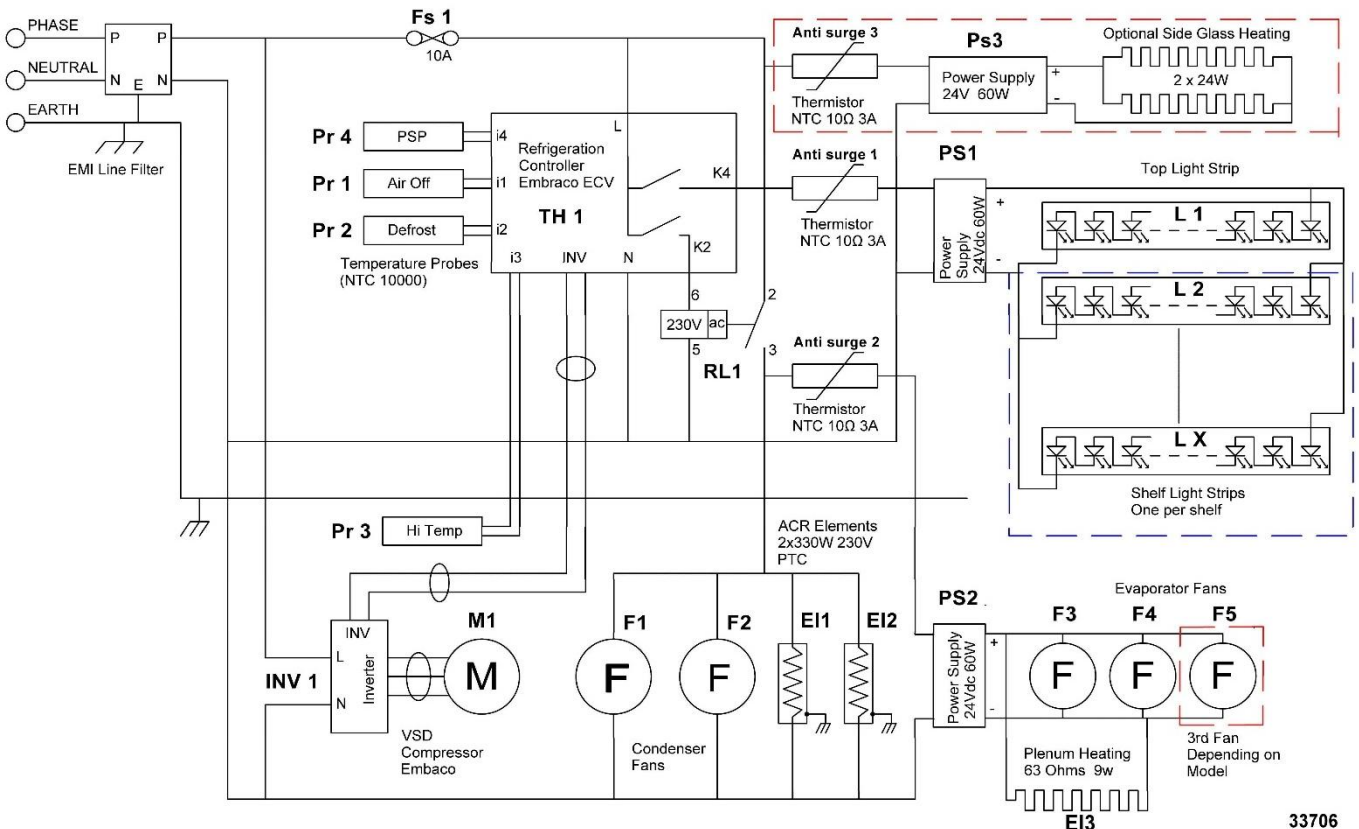 PHASE
NEUTRAL
EARTH
P P
N E N
EMI Line Filter
Fs 1
10A
Anti surge 3
Thermistor
NTC 10Ω 3A
Ps3
Power Supply
24V 60W
+
-
Optional Side Glass Heating
2 x 24W
Pr 4
PSP
i4
Pr 1
Air Off
i1
Pr 2
Defrost
i2
Temperature Probes
(NTC 10000)
L
Refrigeration
Controller
Embraco ECV
TH 1
K4
K2
i3
INV
N
Anti surge 1
Thermistor
NTC 10Ω 3A
PS1
Power
Supply
24Vdc 60W
+
-
Top Light Strip
L 1
L 2
L X
Shelf Light Strips
One per shelf
6
230V
ac
5
2
3
RL1
Anti surge 2
Thermistor
NTC 10Ω 3A
Pr 3
Hi Temp
ACR Elements
2x330W 230V
PTC
INV
L
N
Inverter
INV 1
M1
M
VSD
Compressor
Embaco
F1
F
F2
F
Condenser
Fans
EI1
EI2
PS2
Power Supply
24Vdc 60W
+
-
Evaporator Fans
F3
F
F4
F
F5
F
3rd Fan
Depending on
Model
Plenum Heating
63 Ohms 9w
EI3
33706